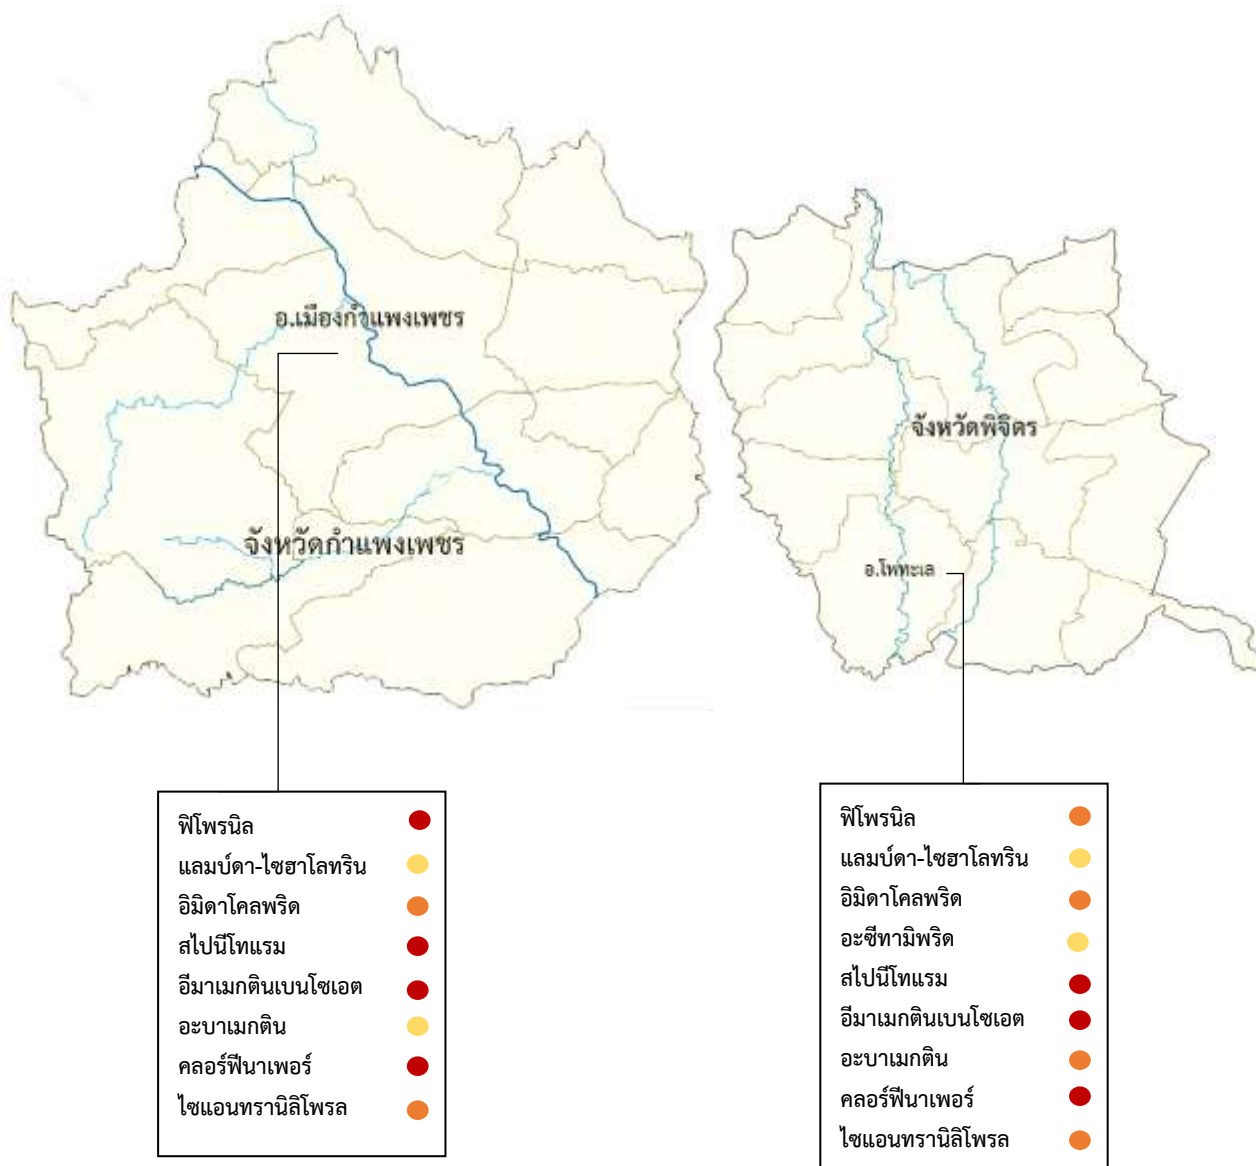 อ.เมืองกำแพงเพชร
จังหวัดกำแพงเพชร
จังหวัดพิจิตร
อ.โพทะเล
ฟิโพรนิล
แลมบ์ดา-ไซฮาโลทริน
อิมิดาโคลพริด
สไปนีโทแรม
อีมาเมกตินเบนโซเอต
อะบาเมกติน
คลอร์ฟีนาเพอร์
ไซแอนทรานิลิโพรล
ฟิโพรนิล
แลมบ์ดา-ไซฮาโลทริน
อิมิดาโคลพริด
อะซีทามิพริด
สไปนีโทแรม
อีมาเมกตินเบนโซเอต
อะบาเมกติน
คลอร์ฟีนาเพอร์
ไซแอนทรานิลิโพรล